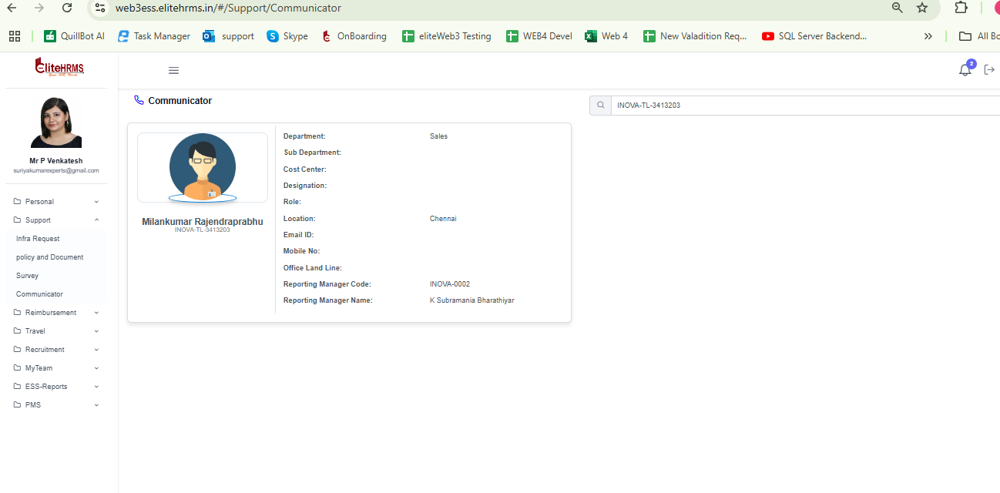 web3ess.elitehrms.in/#/Support/Communicator
QuillBot AI Task Manager support Skype OnBoarding eliteWeb3 Testing WEB4 Devel Web 4 New Valadition Req... SQL Server Backend... » All Bo
EliteHRMS
2
Communicator
INOVA-TL-3413203
Mr P Venkatesh
suriyakumarexperts@gmail.com
Personal
Support
Infra Request
policy and Document
Survey
Communicator
Reimbursement
Travel
Recruitment
MyTeam
ESS-Reports
PMS
Milankumar Rajendraprabhu
INOVA-TL-3413203
Department: Sales
Sub Department:
Cost Center:
Designation:
Role:
Location: Chennai
Email ID:
Mobile No:
Office Land Line:
Reporting Manager Code: INOVA-0002
Reporting Manager Name: K Subramania Bharathiyar